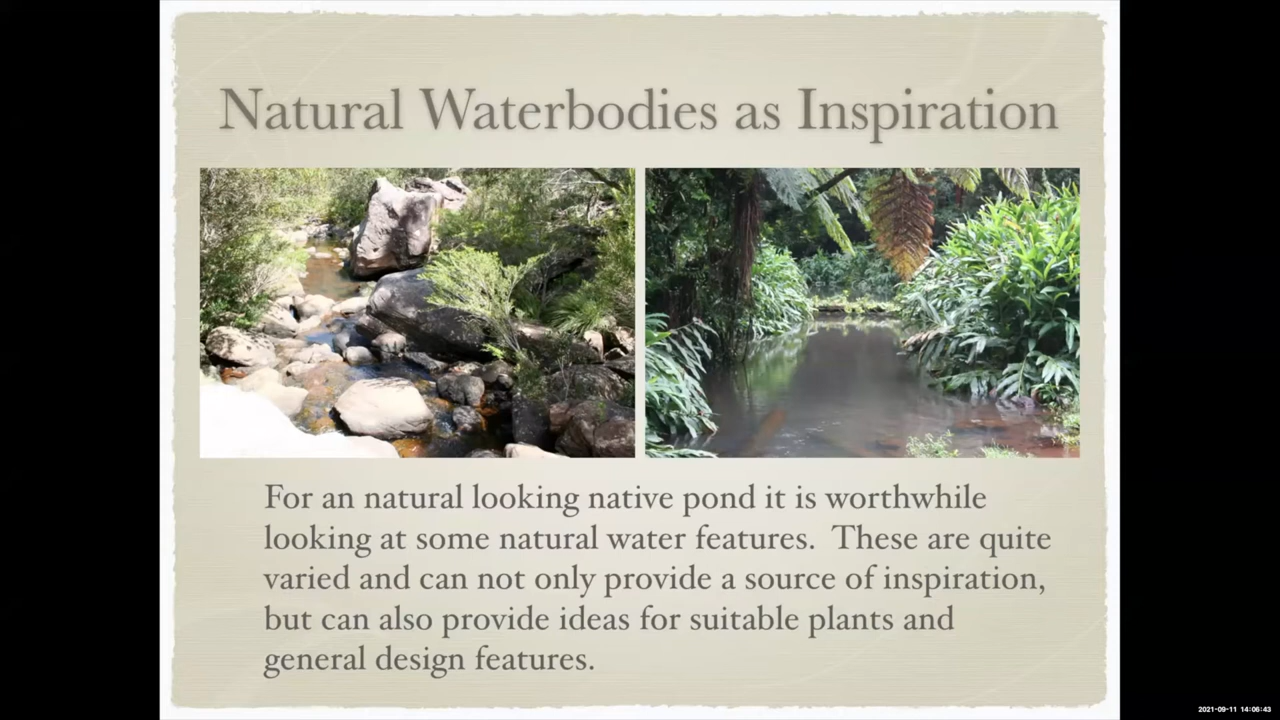 Natural Waterbodies as Inspiration
For an natural looking native pond it is worthwhile
looking at some natural water features.  These are quite
varied and can not only provide a source of inspiration,
but can also provide ideas for suitable plants and
general design features.
2021-09-11 14:06:43